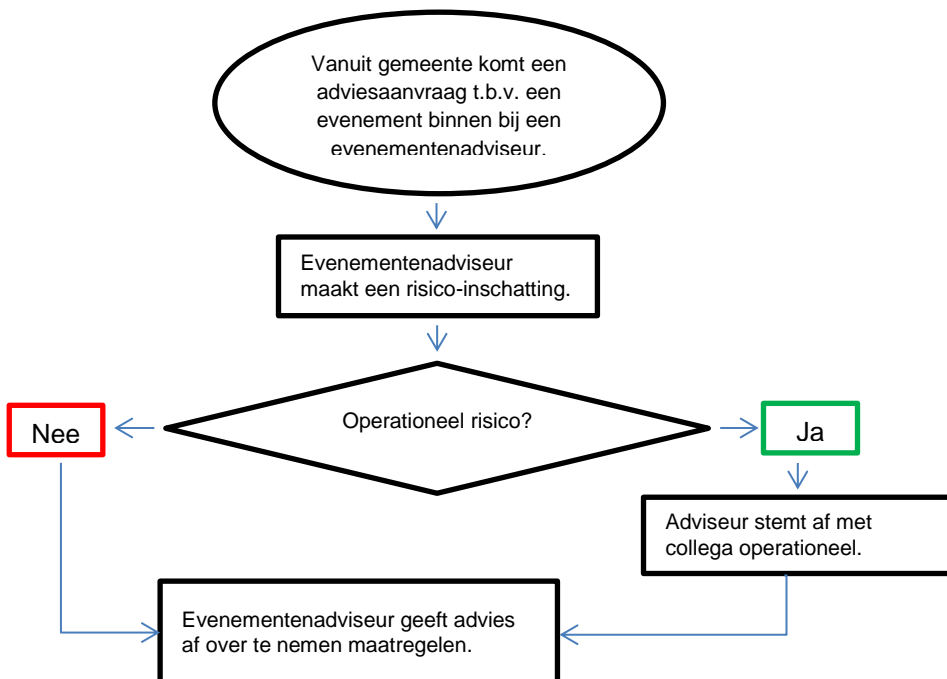 Vanuit gemeente komt een
adviesaanvraag t.b.v. een
evenement binnen bij een
evenementenadviseur.
Evenementenadviseur
maakt een risico-inschatting.
Operationeel risico?
Nee
Ja
Adviseur stemt af met
collega operationeel.
Evenementenadviseur geeft advies
af over te nemen maatregelen.